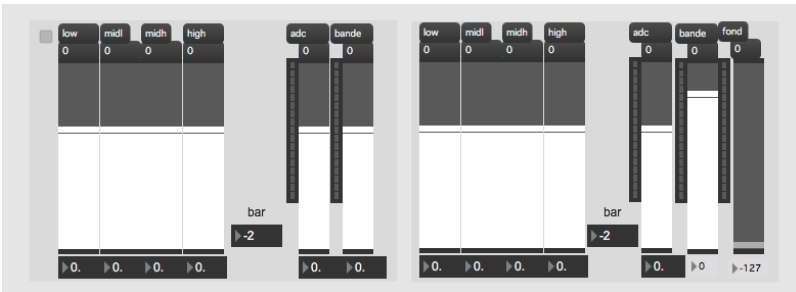 low midl midh high adc bande
0 0 0 0 0 0
bar
-2
0. 0. 0. 0. 0. 0.
low midl midh high adc bande fond
0 0 0 0 0 0 0
bar
-2
0. 0. 0. 0. 0. 0 -127